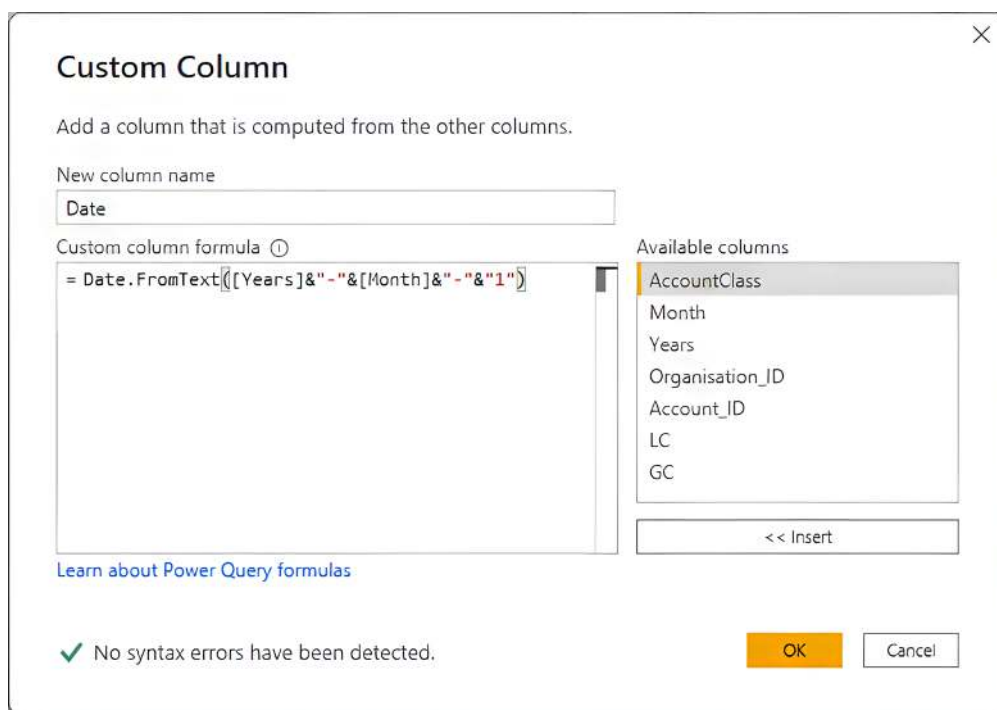 Custom Column
Add a column that is computed from the other columns.
New column name
Date
Custom column formula
= Date.FromText([Years]&"-"&[Month]&"-"&"1")
Available columns
AccountClass
Month
Years
Organisation_ID
Account_ID
LC
GC
<< Insert
Learn about Power Query formulas
No syntax errors have been detected.
OK
Cancel